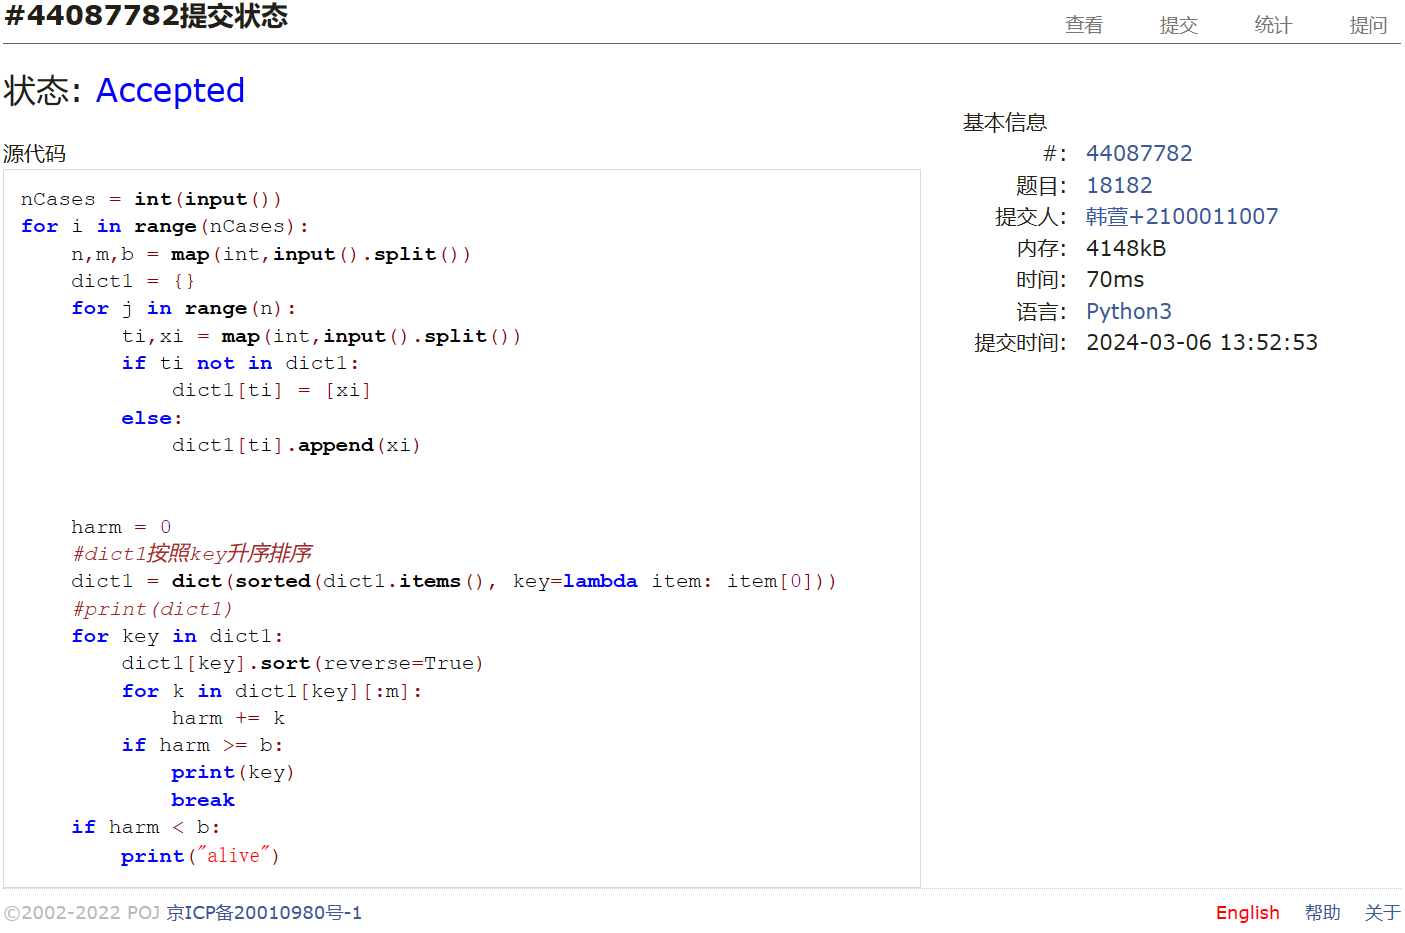 #44087782提交状态
查看 提交 统计 提问
状态: Accepted
源代码
nCases = int(input())
for i in range(nCases):
    n,m,b = map(int,input().split())
    dict1 = {}
    for j in range(n):
        ti,xi = map(int,input().split())
        if ti not in dict1:
            dict1[ti] = [xi]
        else:
            dict1[ti].append(xi)
    harm = 0
    #dict1按照key升序排序
    dict1 = dict(sorted(dict1.items(), key=lambda item: item[0]))
    #print(dict1)
    for key in dict1:
        dict1[key].sort(reverse=True)
        for k in dict1[key][:m]:
            harm += k
        if harm >= b:
            print(key)
            break
    if harm < b:
        print("alive")
基本信息
#: 44087782
题目: 18182
提交人: 韩萱+2100011007
内存: 4148kB
时间: 70ms
语言: Python3
提交时间: 2024-03-06 13:52:53
©2002-2022 POJ 京ICP备20010980号-1
English 帮助 关于